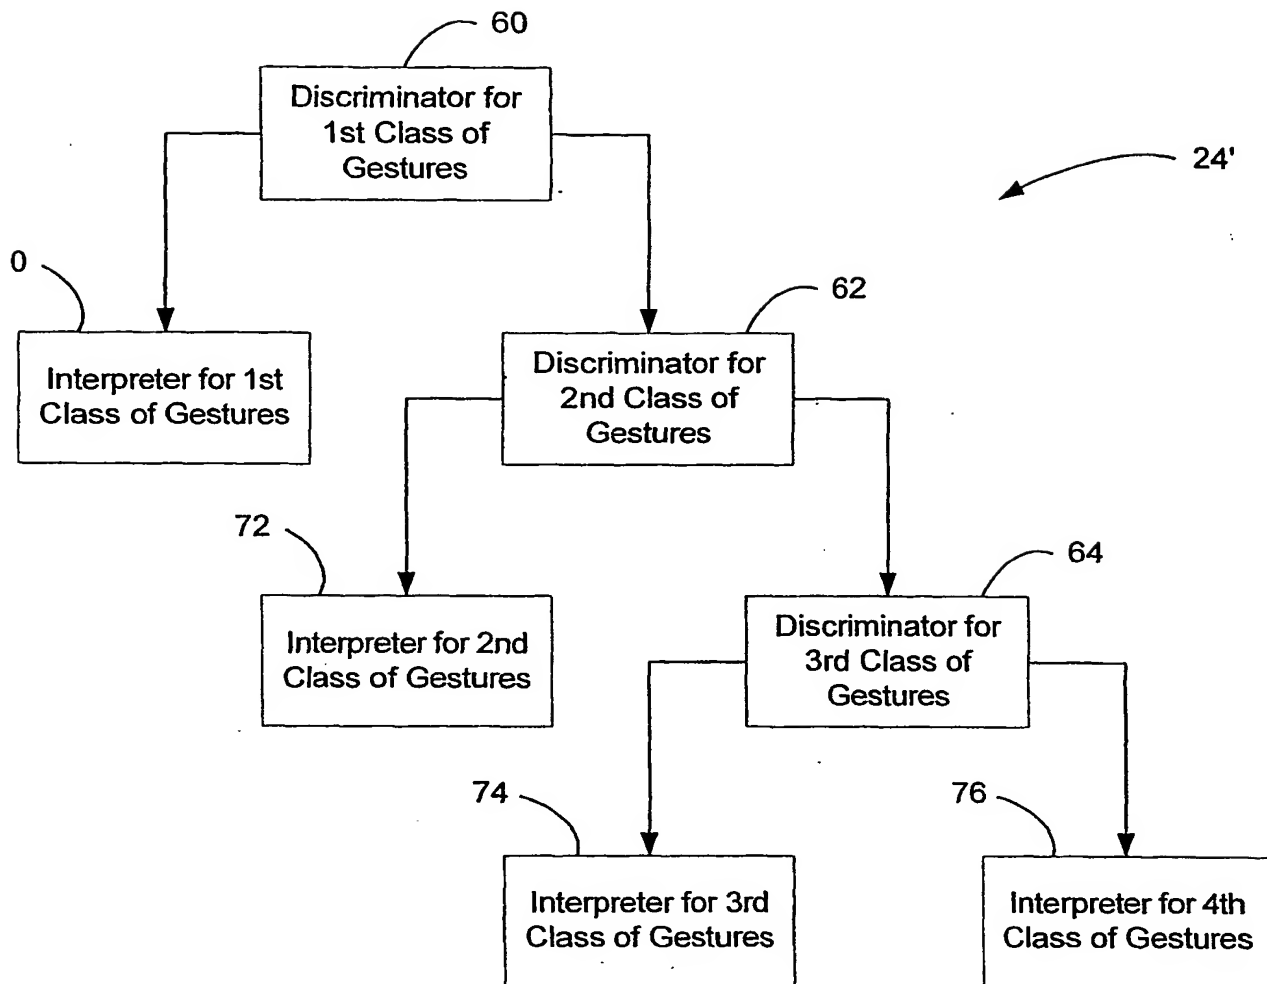 60
Discriminator for
1st Class of
Gestures
24'
0
62
Interpreter for 1st
Class of Gestures
Discriminator for
2nd Class of
Gestures
72
64
Interpreter for 2nd
Class of Gestures
Discriminator for
3rd Class of
Gestures
74
76
Interpreter for 3rd
Class of Gestures
Interpreter for 4th
Class of Gestures